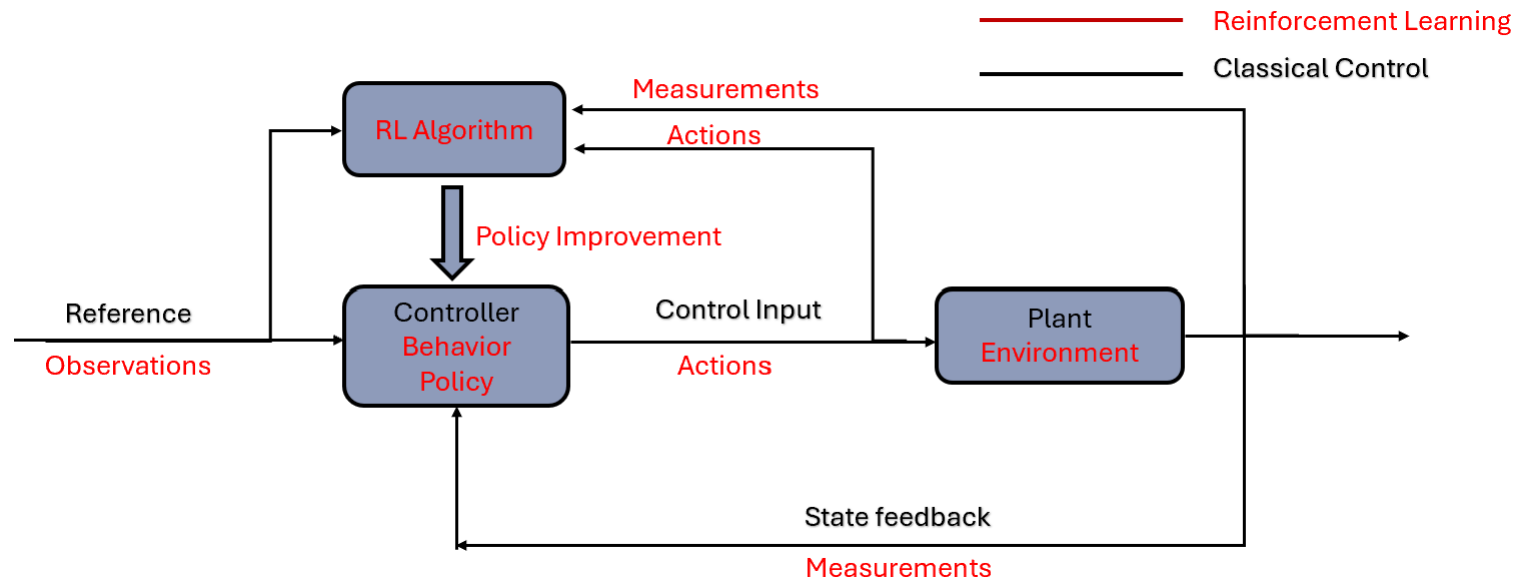 Reinforcement Learning
Classical Control
Measurements
Actions
RL Algorithm
Policy Improvement
Reference
Observations
Controller
Behavior
Policy
Control Input
Actions
Plant
Environment
State feedback
Measurements